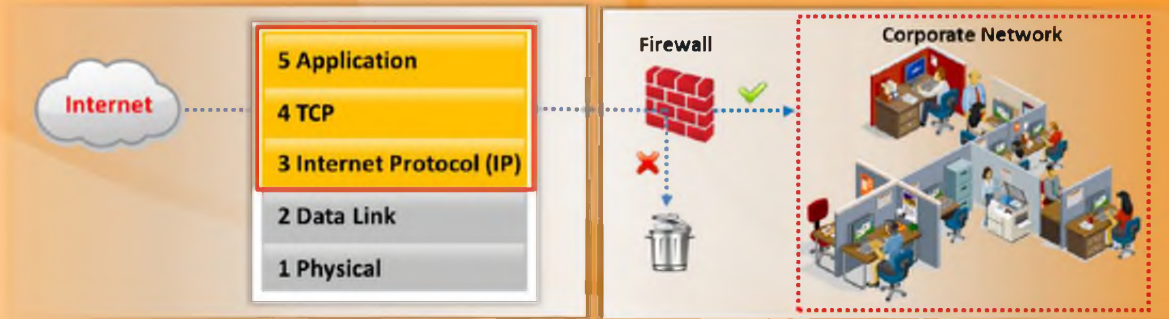 Internet
5 Application
4 TCP
3 Internet Protocol (IP)
2 Data Link
1 Physical
Firewall
Corporate Network